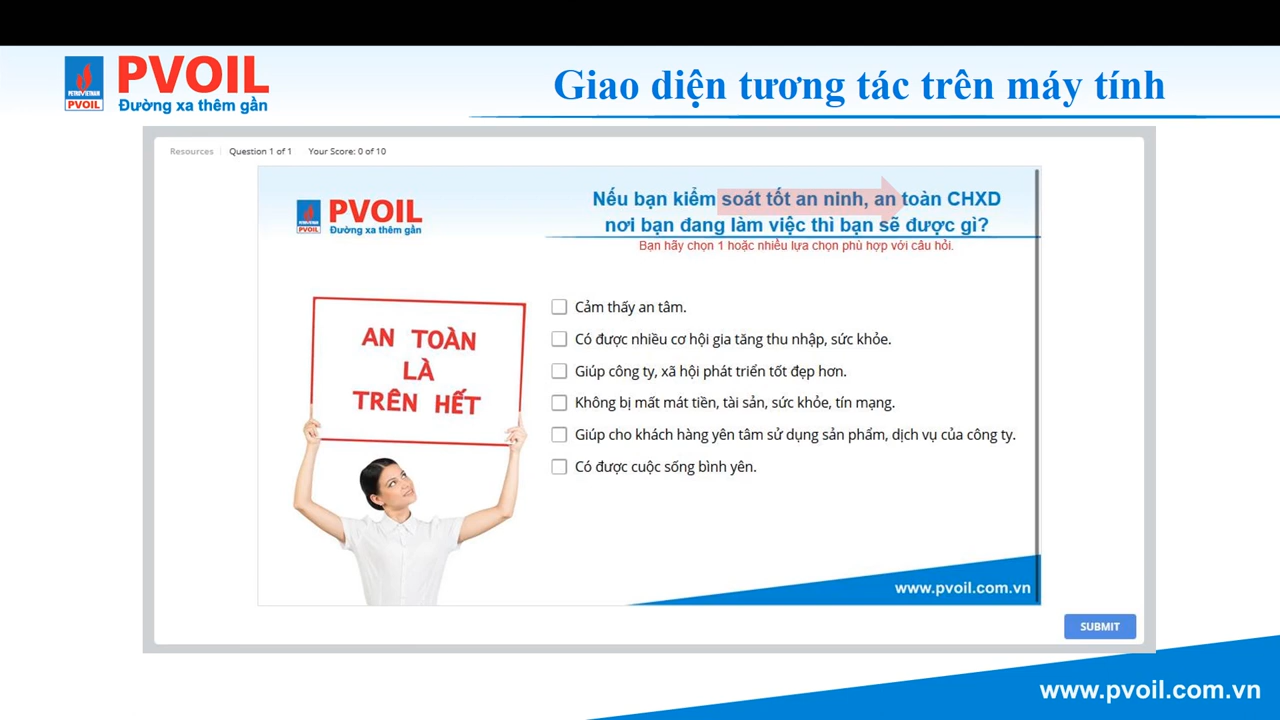 PETROVIETNAM
PVOIL
PVOIL
Đường xa thêm gần
Giao diện tương tác trên máy tính
Resources
Question 1 of 1
Your Score: 0 of 10
PVOIL
PVOIL
Đường xa thêm gần
Nếu bạn kiểm soát tốt an ninh, an toàn CHXD
nơi bạn đang làm việc thì bạn sẽ được gì?
Bạn hãy chọn 1 hoặc nhiều lựa chọn phù hợp với câu hỏi.
AN TOÀN
LÀ
TRÊN HẾT
Cảm thấy an tâm.
Có được nhiều cơ hội gia tăng thu nhập, sức khỏe.
Giúp công ty, xã hội phát triển tốt đẹp hơn.
Không bị mất mát tiền, tài sản, sức khỏe, tín mạng.
Giúp cho khách hàng yên tâm sử dụng sản phẩm, dịch vụ của công ty.
Có được cuộc sống bình yên.
www.pvoil.com.vn
SUBMIT
www.pvoil.com.vn